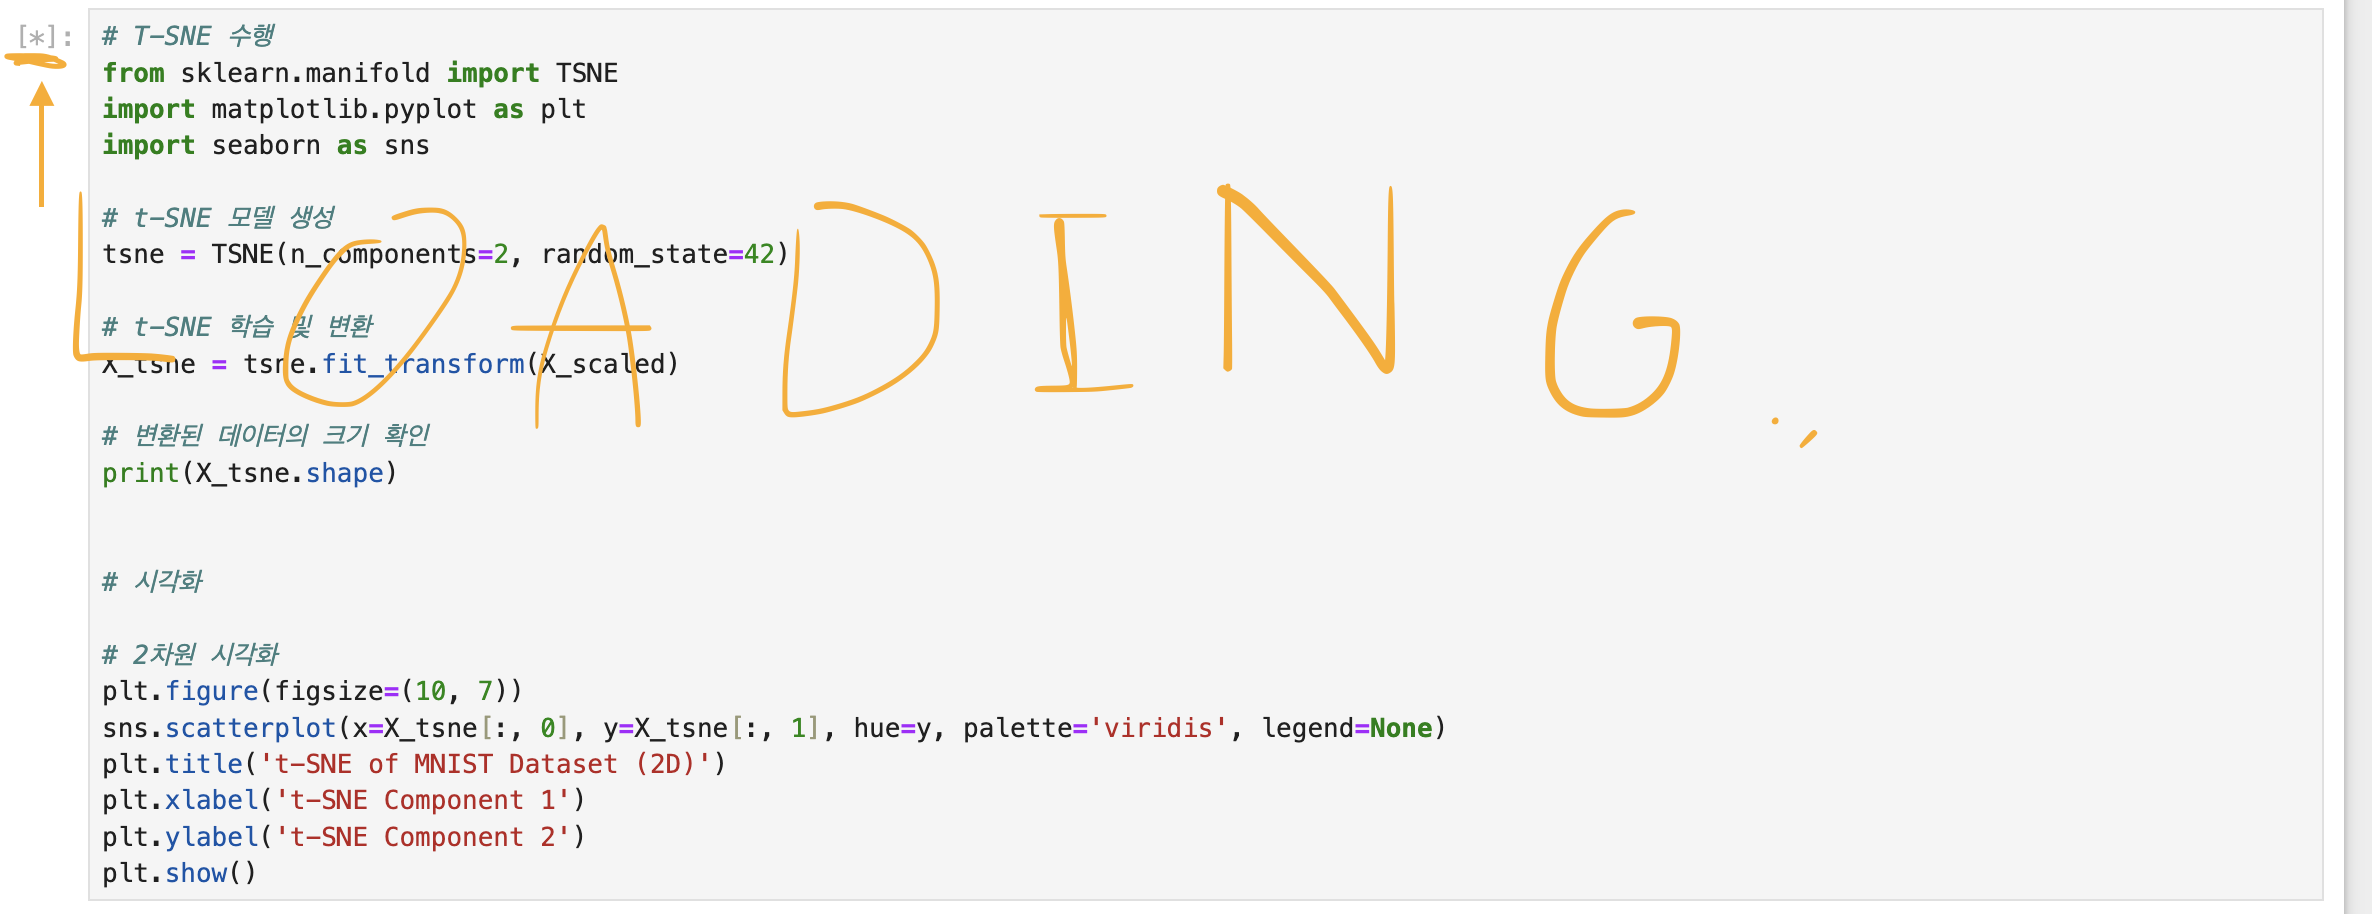 [*]:
# T-SNE 수행
from sklearn.manifold import TSNE
import matplotlib.pyplot as plt
import seaborn as sns
# t-SNE 모델 생성
tsne = TSNE(n_components=2, random_state=42)
LOADING..
# t-SNE 학습 및 변환
X_tsne = tsne.fit_transform(X_scaled)
# 변환된 데이터의 크기 확인
print(X_tsne.shape)
# 시각화
# 2차원 시각화
plt.figure(figsize=(10, 7))
sns.scatterplot(x=X_tsne[:, 0], y=X_tsne[:, 1], hue=y, palette='viridis', legend=None)
plt.title('t-SNE of MNIST Dataset (2D)')
plt.xlabel('t-SNE Component 1')
plt.ylabel('t-SNE Component 2')
plt.show()